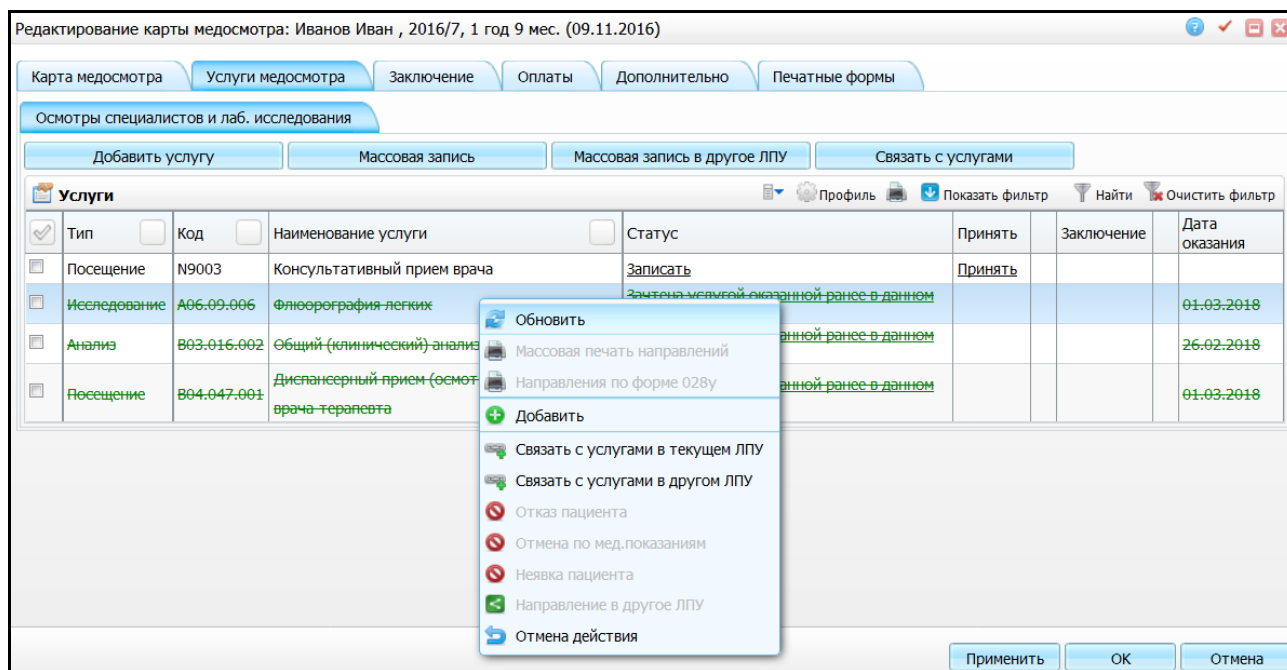 Редактирование карты медосмотра: Иванов Иван , 2016/7, 1 год 9 мес. (09.11.2016)
Карта медосмотра Услуги медосмотра Заключение Оплаты Дополнительно Печатные формы
Осмотры специалистов и лаб. исследования
Добавить услугу Массовая запись Массовая запись в другое ЛПУ Связать с услугами
Услуги Профиль Показать фильтр Найти Очистить фильтр
Тип Код Наименование услуги Статус Принять Заключение Дата
оказания
Посещение N9003 Консультативный прием врача Записать Принять
Исследование A06.09.006 Флюорография легких Зачтена услугой оказанной ранее в данном 01.03.2018
Анализ B03.016.002 Общий (клинический) анализ анной ранее в данном 26.02.2018
Посещение B04.047.001 Диспансерный прием (осмот анной ранее в данном 01.03.2018
врача терапевта
Обновить
Массовая печать направлений
Направления по форме 028у
Добавить
Связать с услугами в текущем ЛПУ
Связать с услугами в другом ЛПУ
Отказ пациента
Отмена по мед.показаниям
Неявка пациента
Направление в другое ЛПУ
Отмена действия
Применить ОК Отмена